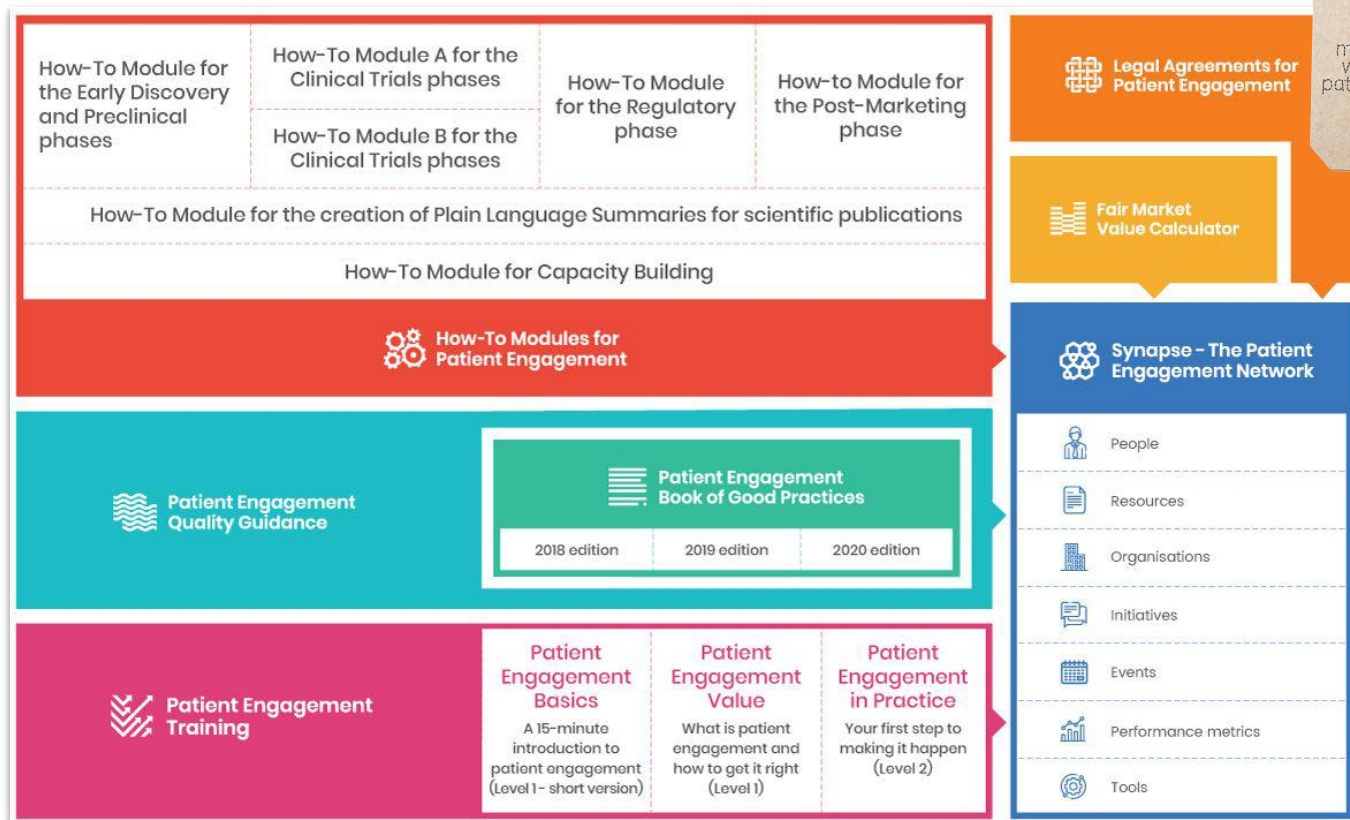 How-To Module for
the Early Discovery
and Preclinical
phases
How-To Module A for the
Clinical Trials phases
How-To Module B for the
Clinical Trials phases
How-To Module
for the Regulatory
phase
How-to Module for
the Post-Marketing
phase
How-To Module for the creation of Plain Language Summaries for scientific publications
How-To Module for Capacity Building
How-To Modules for
Patient Engagement
Legal Agreements for
Patient Engagement
Fair Market
Value Calculator
Synapse - The Patient
Engagement Network
People
Resources
Organisations
Initiatives
Events
Performance metrics
Tools
Patient Engagement
Quality Guidance
Patient Engagement
Book of Good Practices
2018 edition
2019 edition
2020 edition
Patient Engagement
Training
Patient
Engagement
Basics
A 15-minute
introduction to
patient engagement
(Level 1- short version)
Patient
Engagement
Value
What is patient
engagement and
how to get it right
(Level 1)
Patient
Engagement
in Practice
Your first step to
making it happen
(Level 2)